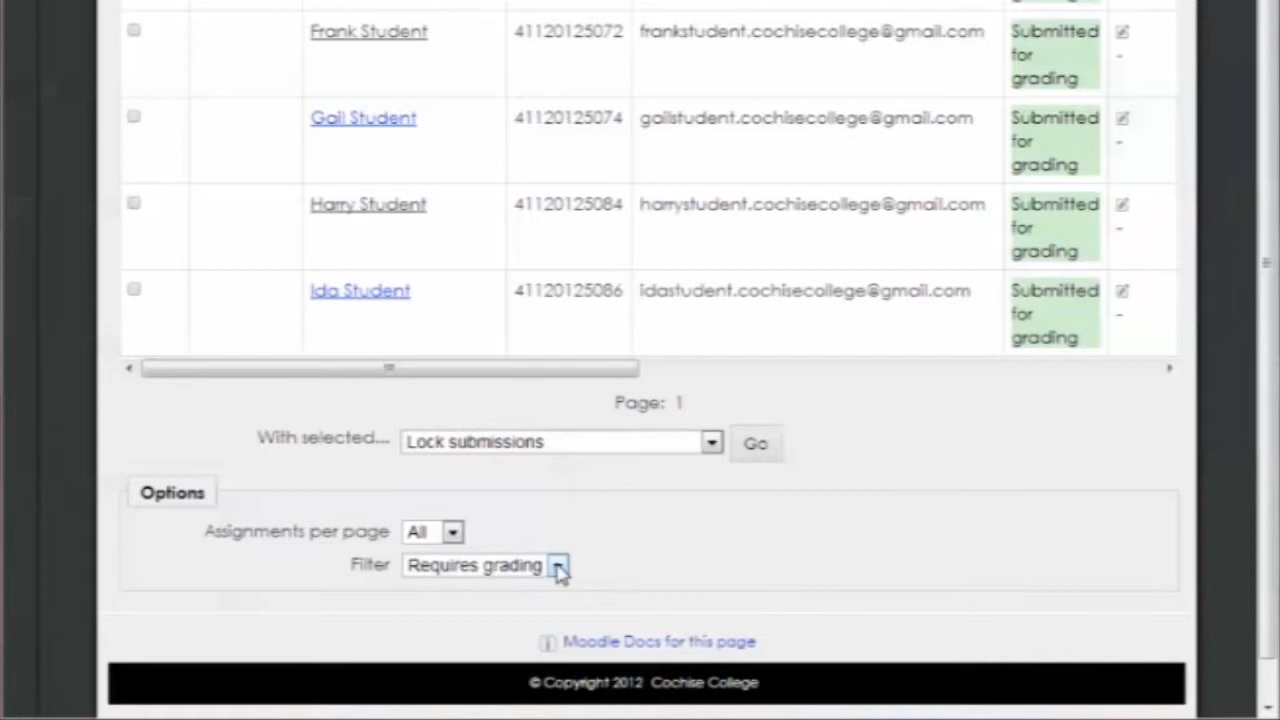 grading
Frank Student 41120125072 frankstudent.cochisecollege@gmail.com Submitted for grading -
Gail Student 41120125074 gailstudent.cochisecollege@gmail.com Submitted for grading -
Harry Student 41120125084 harrystudent.cochisecollege@gmail.com Submitted for grading -
Ida Student 41120125086 idastudent.cochisecollege@gmail.com Submitted for grading -
Page: 1
With selected... Lock submissions Go
Options
Assignments per page All
Filter Requires grading
Moodle Docs for this page
© Copyright 2012 Cochise College